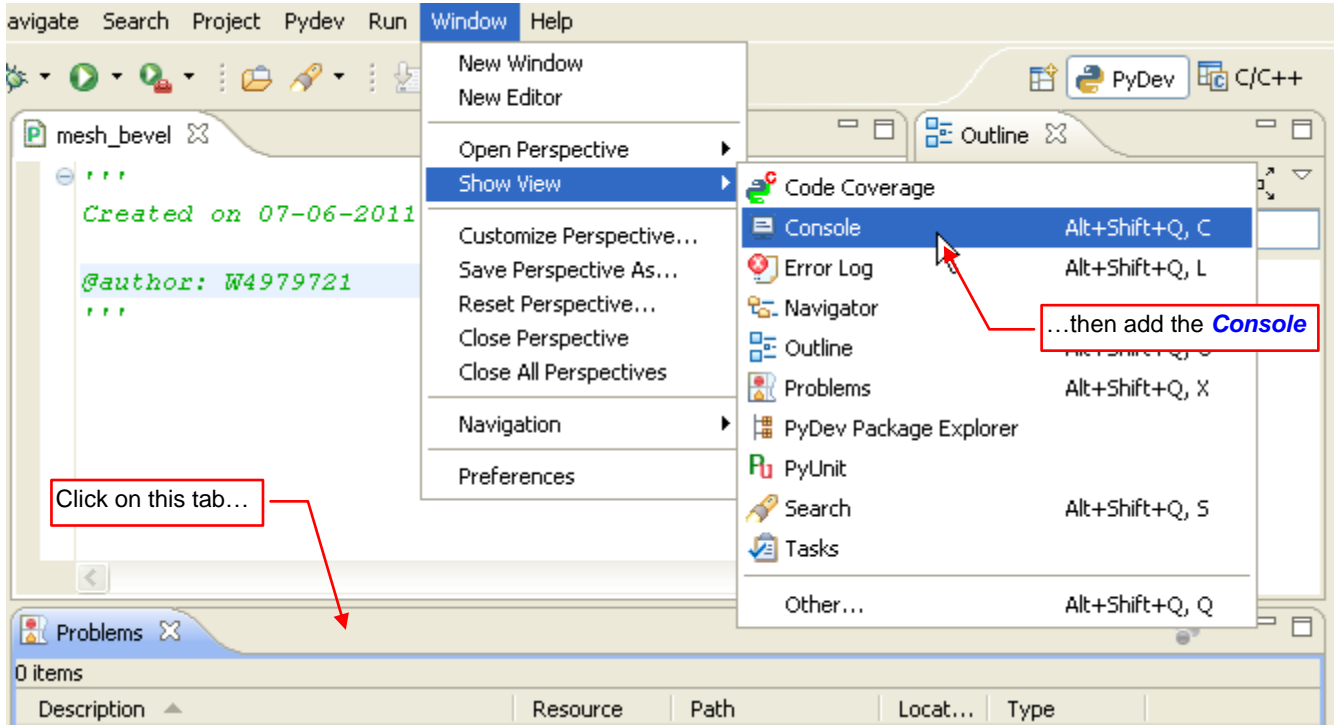 avigate Search Project Pydev Run Window Help
New Window
New Editor
PyDev C/C++
mesh_bevel
Outline
Open Perspective
Show View
'''
Created on 07-06-2011
@author: W4979721
'''
Customize Perspective...
Save Perspective As...
Reset Perspective...
Close Perspective
Close All Perspectives
Navigation
Preferences
Code Coverage
Console Alt+Shift+Q, C
Error Log Alt+Shift+Q, L
Navigator
…then add the Console
Outline
Problems Alt+Shift+Q, X
PyDev Package Explorer
PyUnit
Search Alt+Shift+Q, S
Tasks
Other... Alt+Shift+Q, Q
Click on this tab…
Problems
0 items
Description Resource Path Locat... Type